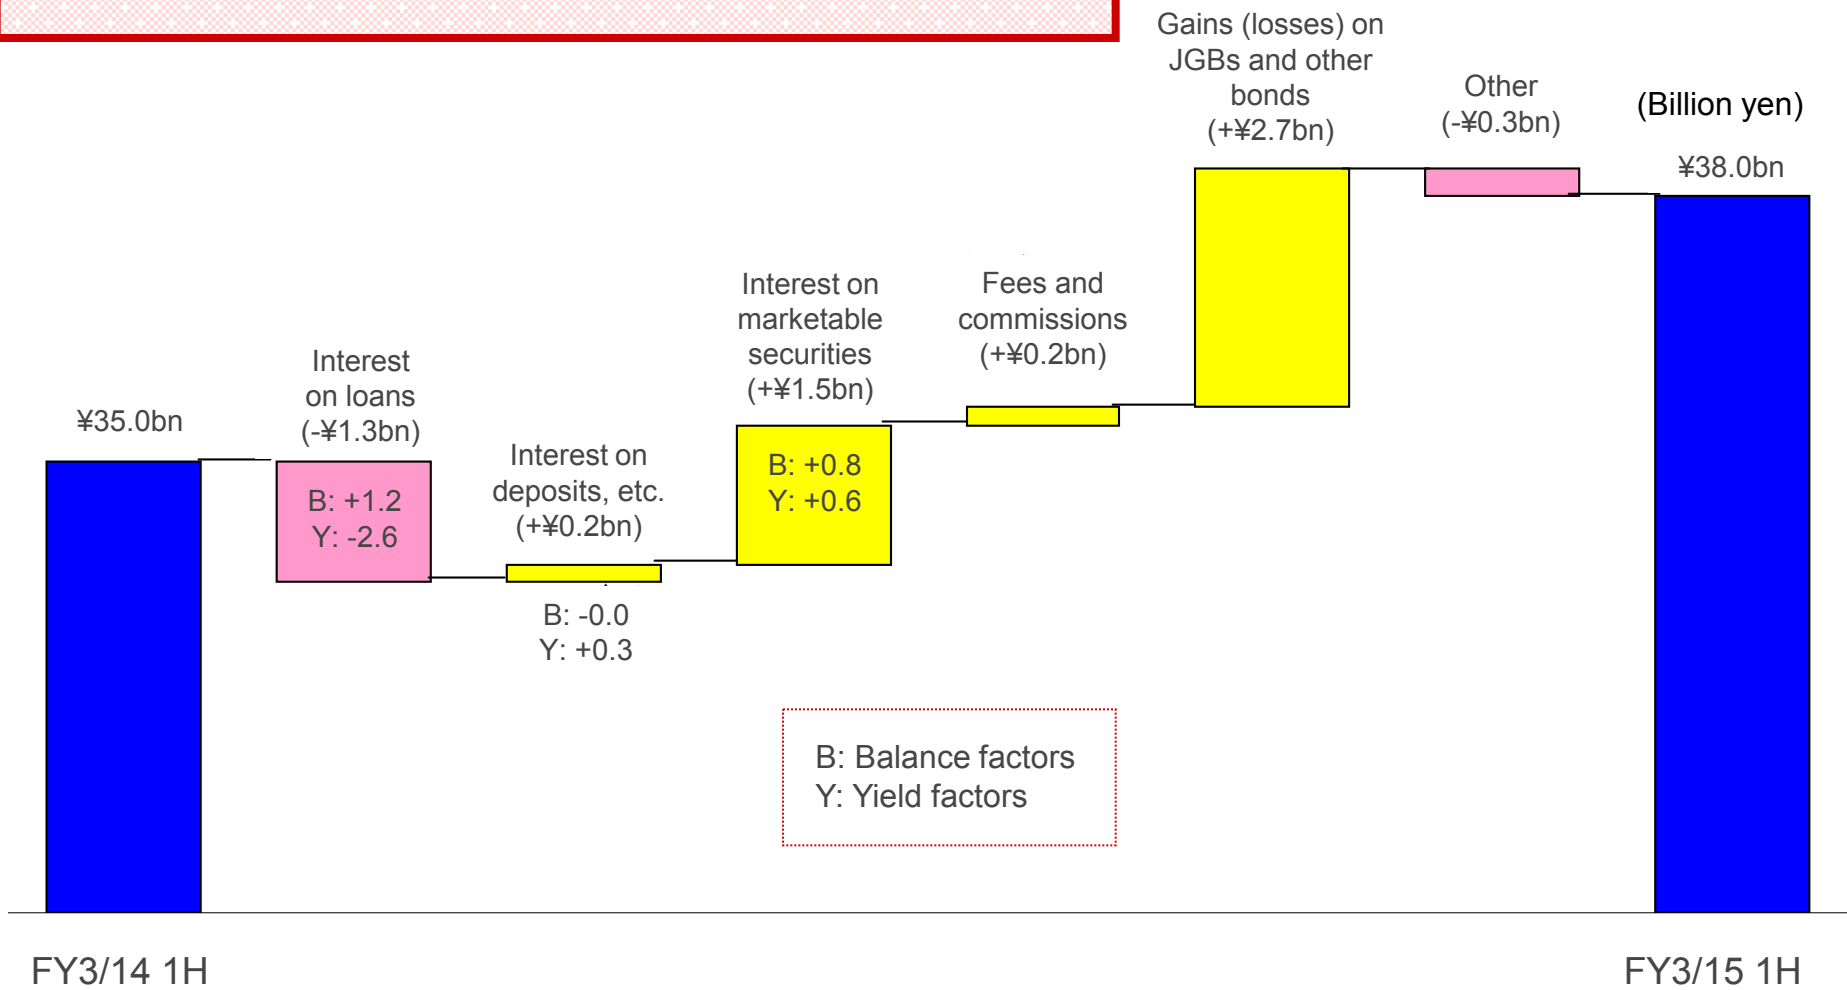 Gains (losses) on
JGBs and other
bonds
(+¥2.7bn)
Other
(-¥0.3bn)
(Billion yen)
¥38.0bn
Interest on
marketable
securities
(+¥1.5bn)
Fees and
commissions
(+¥0.2bn)
Interest
on loans
(-¥1.3bn)
¥35.0bn
Interest on
deposits, etc.
(+¥0.2bn)
B: +1.2
Y: -2.6
B: +0.8
Y: +0.6
B: -0.0
Y: +0.3
B: Balance factors
Y: Yield factors
FY3/14 1H
FY3/15 1H